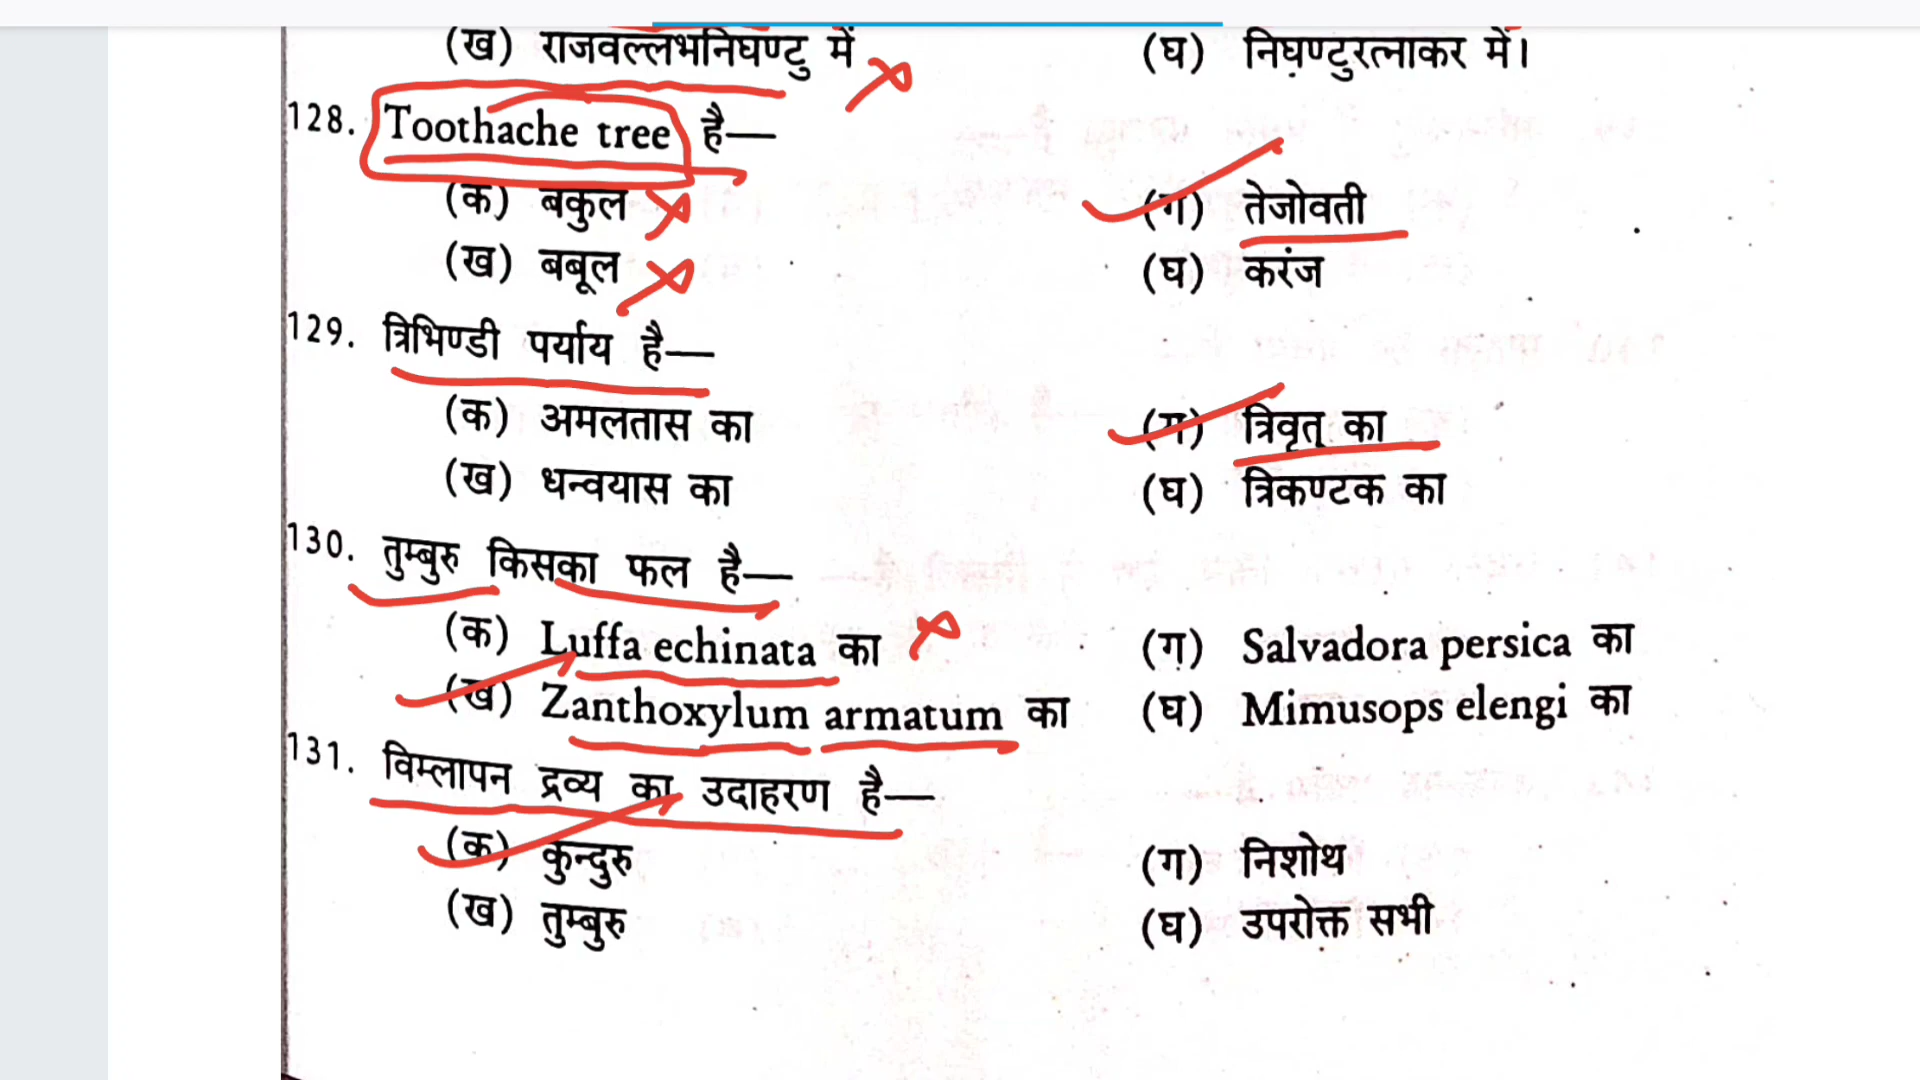 (ख) राजवल्लभनिघण्टु में (घ) निघण्टुरत्नाकर में।
128. Toothache tree है—
(क) बकुल (ग) तेजोवती
(ख) बबूल (घ) करंज
129. त्रिभिण्डी पर्याय है—
(क) अमलतास का (ग) त्रिवृत् का
(ख) धन्वयास का (घ) त्रिकण्टक का
130. तुम्बुरु किसका फल है—
(क) Luffa echinata का (ग) Salvadora persica का
(ख) Zanthoxylum armatum का (घ) Mimusops elengi का
131. विम्लापन द्रव्य का उदाहरण है—
(क) कुन्दुरु (ग) निशोथ
(ख) तुम्बुरु (घ) उपरोक्त सभी